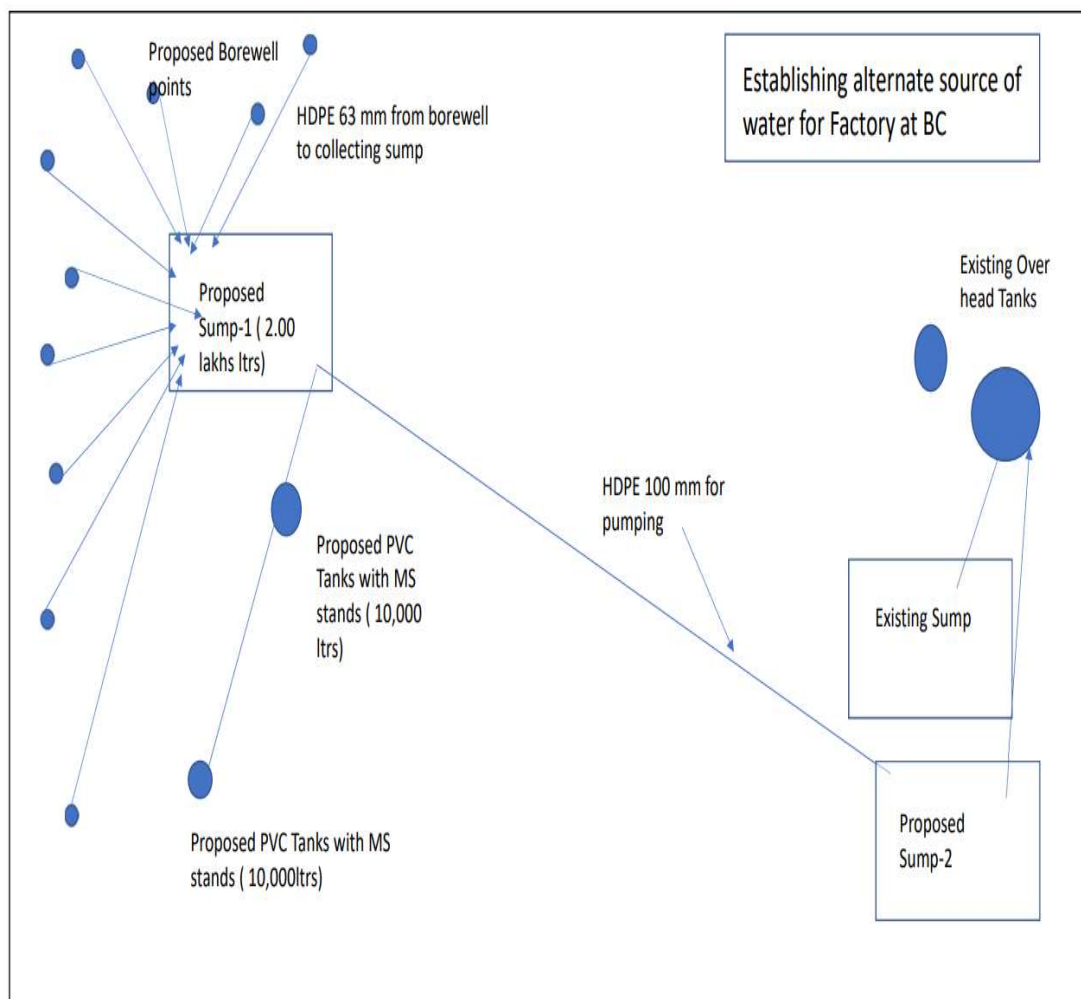 Proposed Borewell
points
HDPE 63 mm from borewell
to collecting sump
Establishing alternate source of
water for Factory at BC
Proposed
Sump-1 ( 2.00
lakhs ltrs)
Existing Over
head Tanks
HDPE 100 mm for
pumping
Proposed PVC
Tanks with MS
stands ( 10,000
ltrs)
Existing Sump
Proposed PVC Tanks with MS
stands ( 10,000ltrs)
Proposed
Sump-2